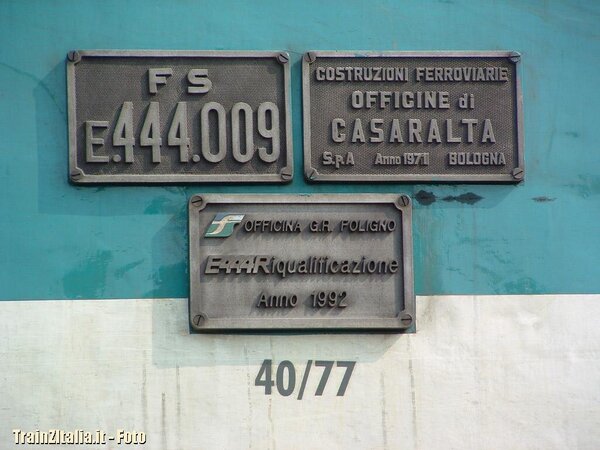 FS
E.444.009
COSTRUZIONI FERROVIARIE
OFFICINE di
CASARALTA
S.p.A Anno 1971 BOLOGNA
FS OFFICINA G.R. FOLIGNO
E444Riqualificazione
Anno 1992
40/77
TrainZItalia.it - Foto